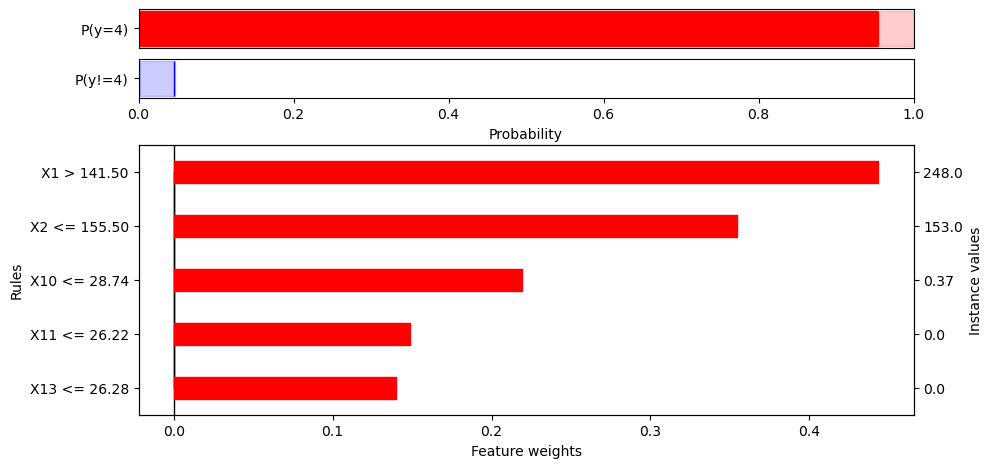 P(y=4)
P(y!=4)
0.0 0.2 0.4 0.6 0.8 1.0
Probability
X1 > 141.50 248.0
X2 <= 155.50 153.0
X10 <= 28.74 0.37
X11 <= 26.22 0.0
X13 <= 26.28 0.0
Rules
Instance values
0.0 0.1 0.2 0.3 0.4
Feature weights